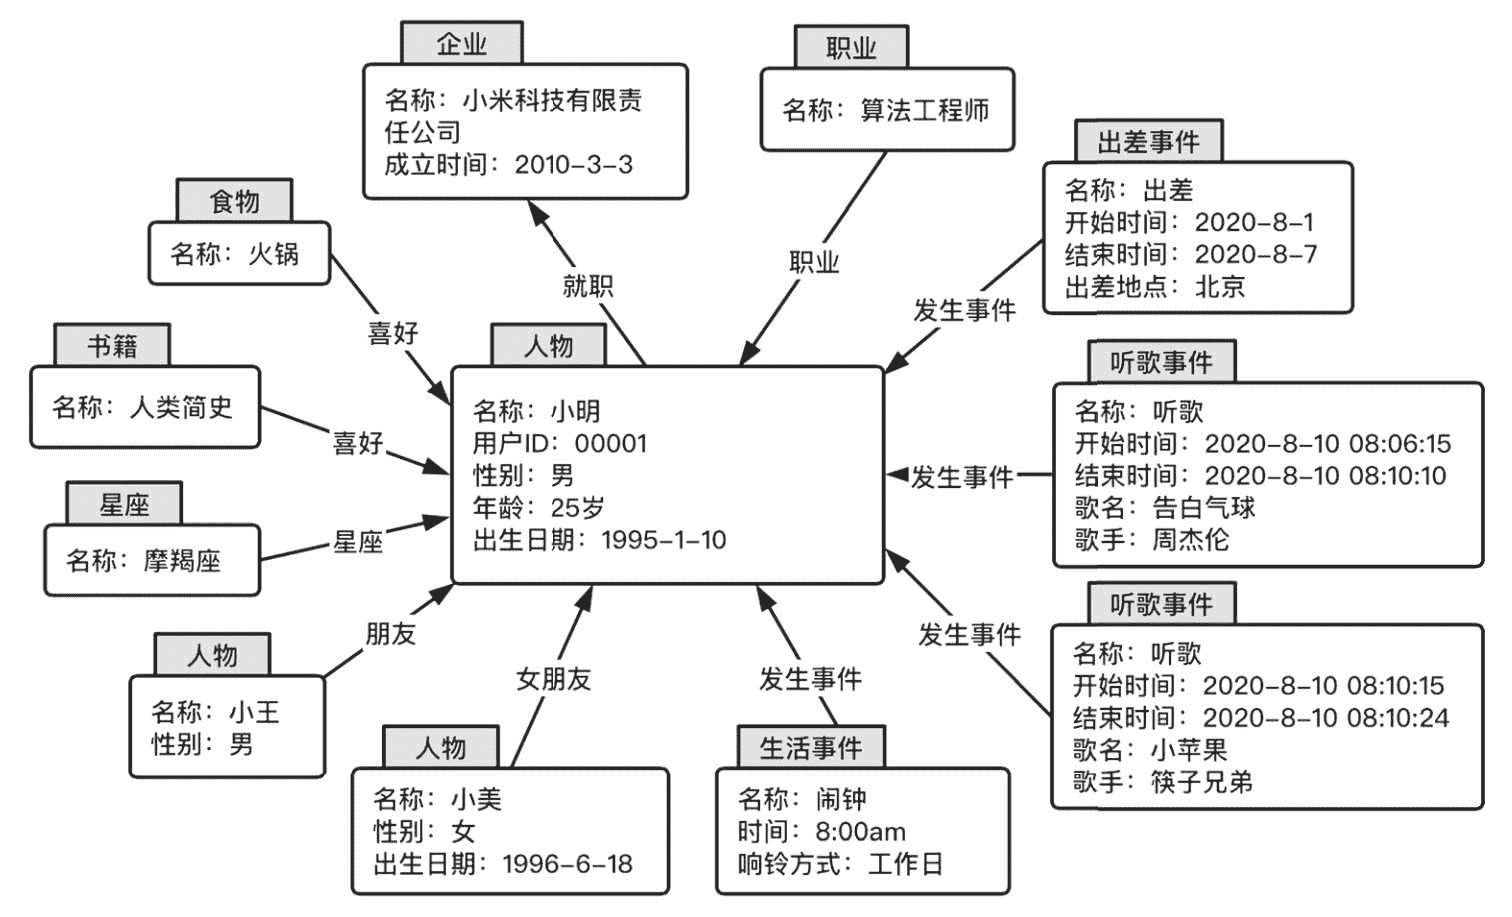 企业
名称：小米科技有限责
任公司
成立时间：2010-3-3
职业
名称：算法工程师
出差事件
名称：出差
开始时间：2020-8-1
结束时间：2020-8-7
出差地点：北京
食物
名称：火锅
就职
职业
发生事件
喜好
书籍
名称：人类简史
喜好
人物
名称：小明
用户ID：00001
性别：男
年龄：25岁
出生日期：1995-1-10
发生事件
听歌事件
名称：听歌
开始时间：2020-8-10 08:06:15
结束时间：2020-8-10 08:10:10
歌名：告白气球
歌手：周杰伦
星座
名称：摩羯座
星座
朋友
人物
名称：小王
性别：男
女朋友
人物
名称：小美
性别：女
出生日期：1996-6-18
发生事件
生活事件
名称：闹钟
时间：8:00am
响铃方式：工作日
发生事件
听歌事件
名称：听歌
开始时间：2020-8-10 08:10:15
结束时间：2020-8-10 08:10:24
歌名：小苹果
歌手：筷子兄弟